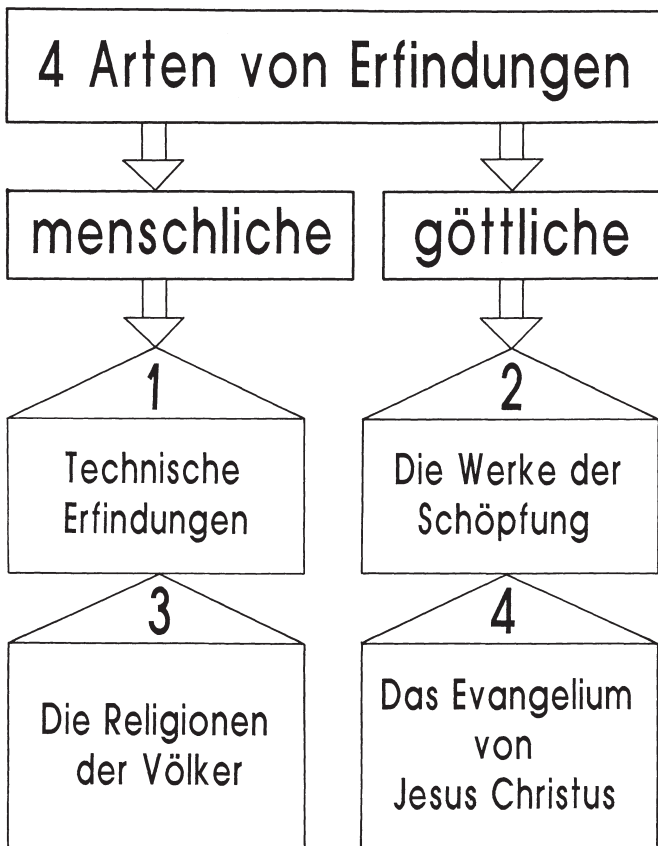 4 Arten von Erfindungen
menschliche
göttliche
1
Technische
Erfindungen
2
Die Werke der
Schöpfung
3
Die Religionen
der Völker
4
Das Evangelium
von
Jesus Christus